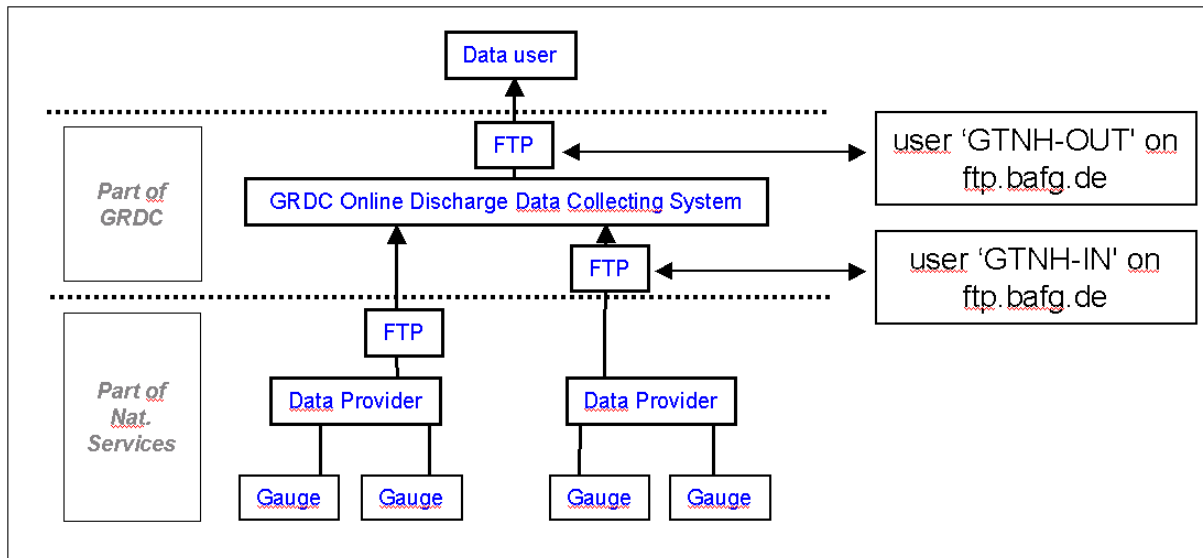 Data user
FTP
user ‘GTNH-OUT' on
ftp.bafg.de
Part of
GRDC
GRDC Online Discharge Data Collecting System
FTP
user ‘GTNH-IN' on
ftp.bafg.de
FTP
Part of
Nat.
Services
Data Provider
Data Provider
Gauge
Gauge
Gauge
Gauge